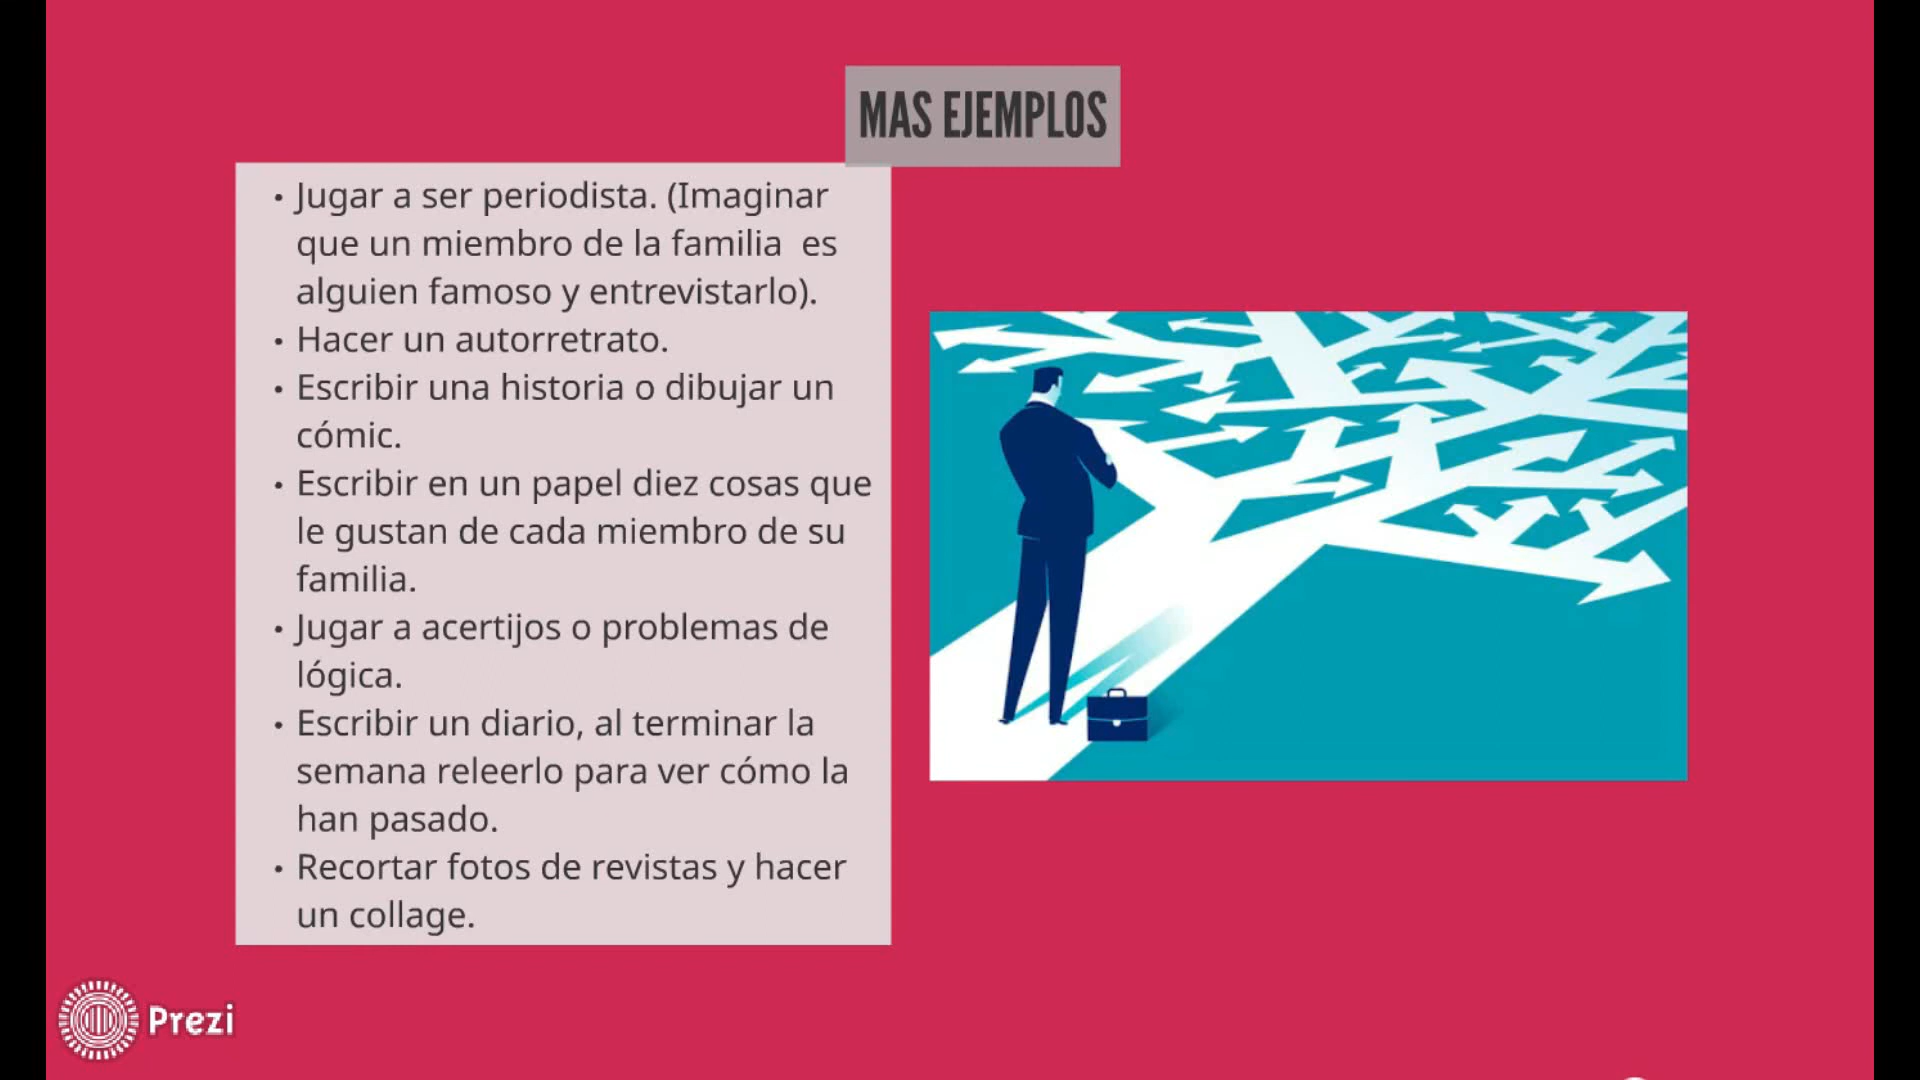 MAS EJEMPLOS
• Jugar a ser periodista. (Imaginar
que un miembro de la familia  es
alguien famoso y entrevistarlo).
• Hacer un autorretrato.
• Escribir una historia o dibujar un
cómic.
• Escribir en un papel diez cosas que
le gustan de cada miembro de su
familia.
• Jugar a acertijos o problemas de
lógica.
• Escribir un diario, al terminar la
semana releerlo para ver cómo la
han pasado.
• Recortar fotos de revistas y hacer
un collage.
Prezi